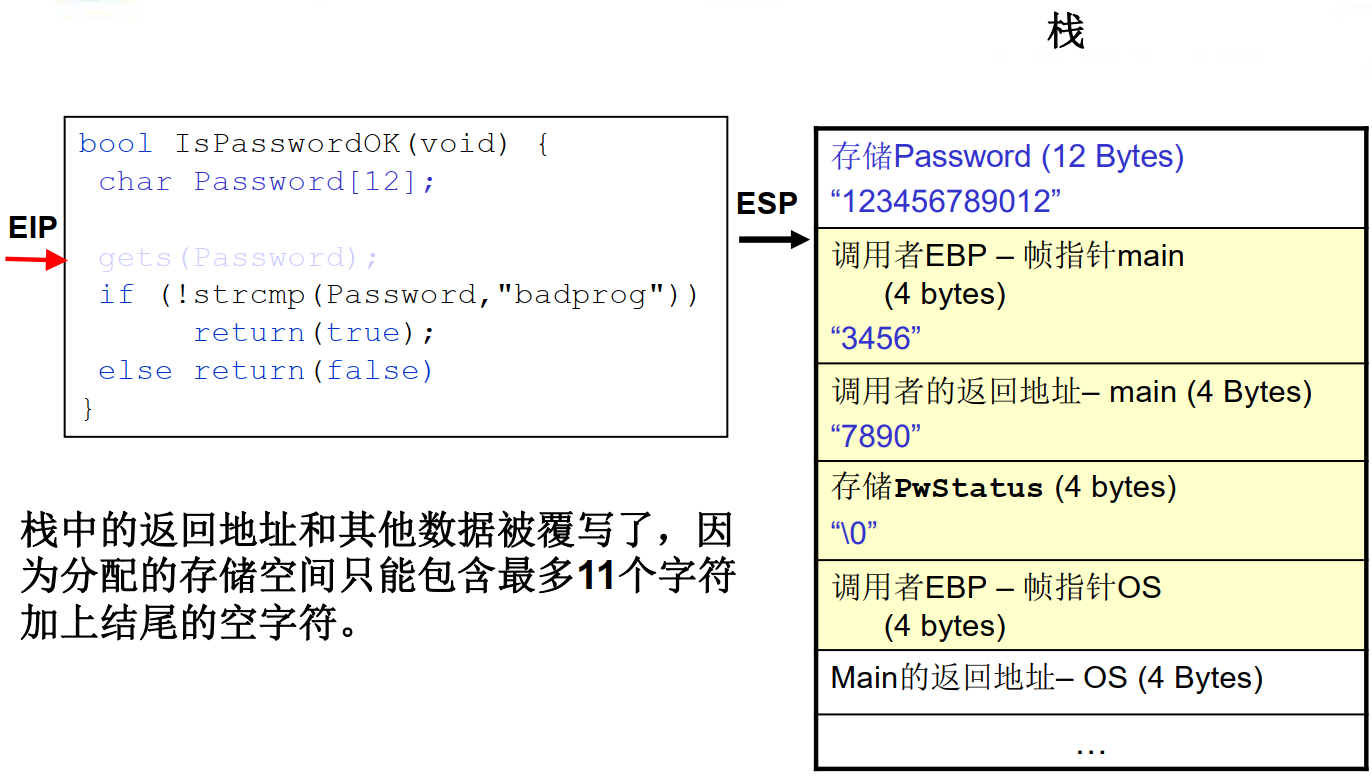 栈
bool IsPasswordOK(void) {
char Password[12];
gets(Password);
if (!strcmp(Password,"badprog"))
return(true);
else return(false)
}
EIP
ESP
存储Password (12 Bytes)
“123456789012”
调用者EBP – 帧指针main
(4 bytes)
“3456”
调用者的返回地址– main (4 Bytes)
“7890”
存储PwStatus (4 bytes)
“\0”
调用者EBP – 帧指针OS
(4 bytes)
Main的返回地址– OS (4 Bytes)
…
栈中的返回地址和其他数据被覆写了，因
为分配的存储空间只能包含最多11个字符
加上结尾的空字符。